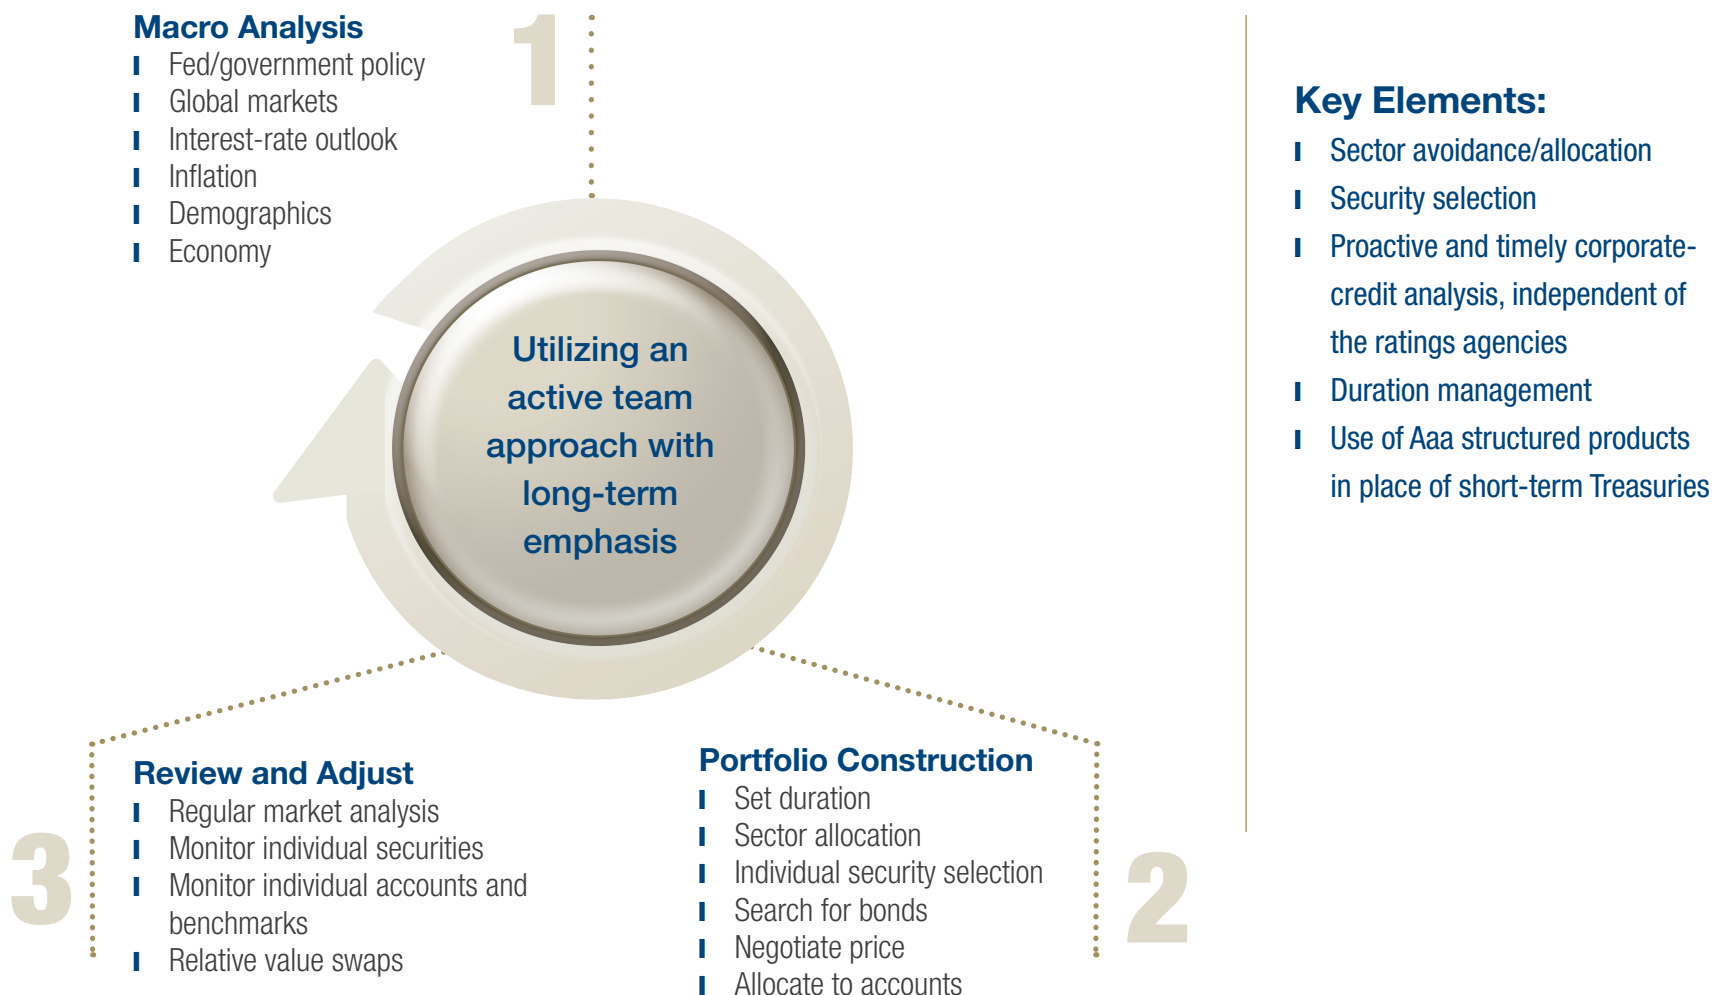 1
Macro Analysis
Fed/government policy
Global markets
Interest-rate outlook
Inflation
Demographics
Economy
Utilizing an
active team
approach with
long-term
emphasis
3
Review and Adjust
Regular market analysis
Monitor individual securities
Monitor individual accounts and
benchmarks
Relative value swaps
2
Portfolio Construction
Set duration
Sector allocation
Individual security selection
Search for bonds
Negotiate price
Allocate to accounts
Key Elements:
Sector avoidance/allocation
Security selection
Proactive and timely corporate-
credit analysis, independent of
the ratings agencies
Duration management
Use of Aaa structured products
in place of short-term Treasuries